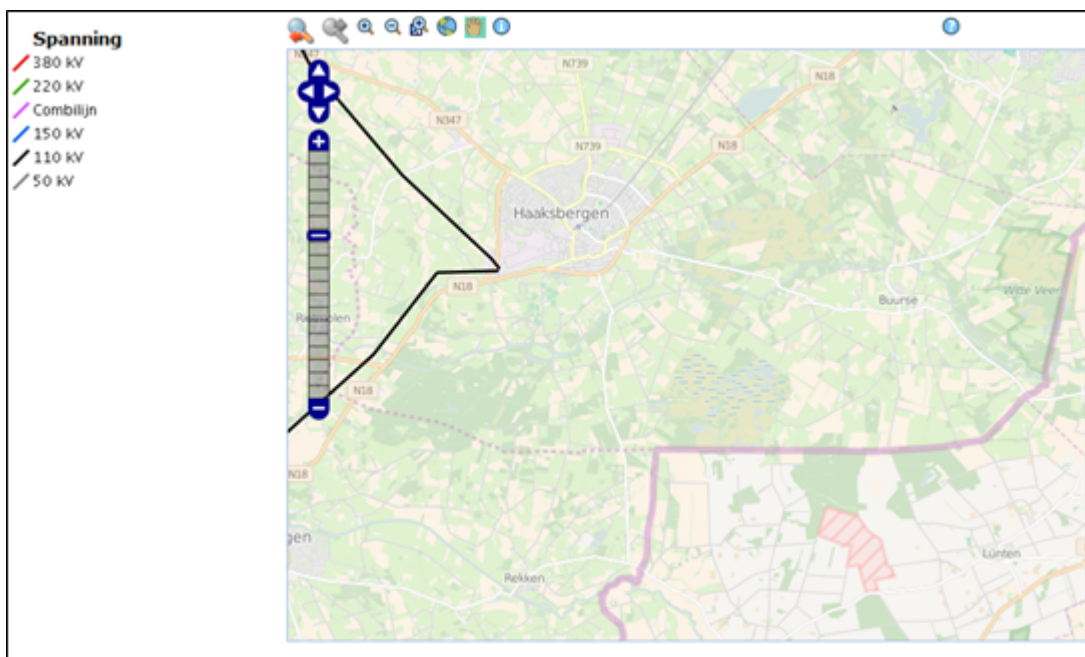 Spanning
380 kV
220 kV
Combilijn
150 kV
110 kV
50 kV
N739
N18
N347
N739
N18
Haaksbergen
N18
Buurse
Witte Veen
N18
N18
Rekken
Lünten